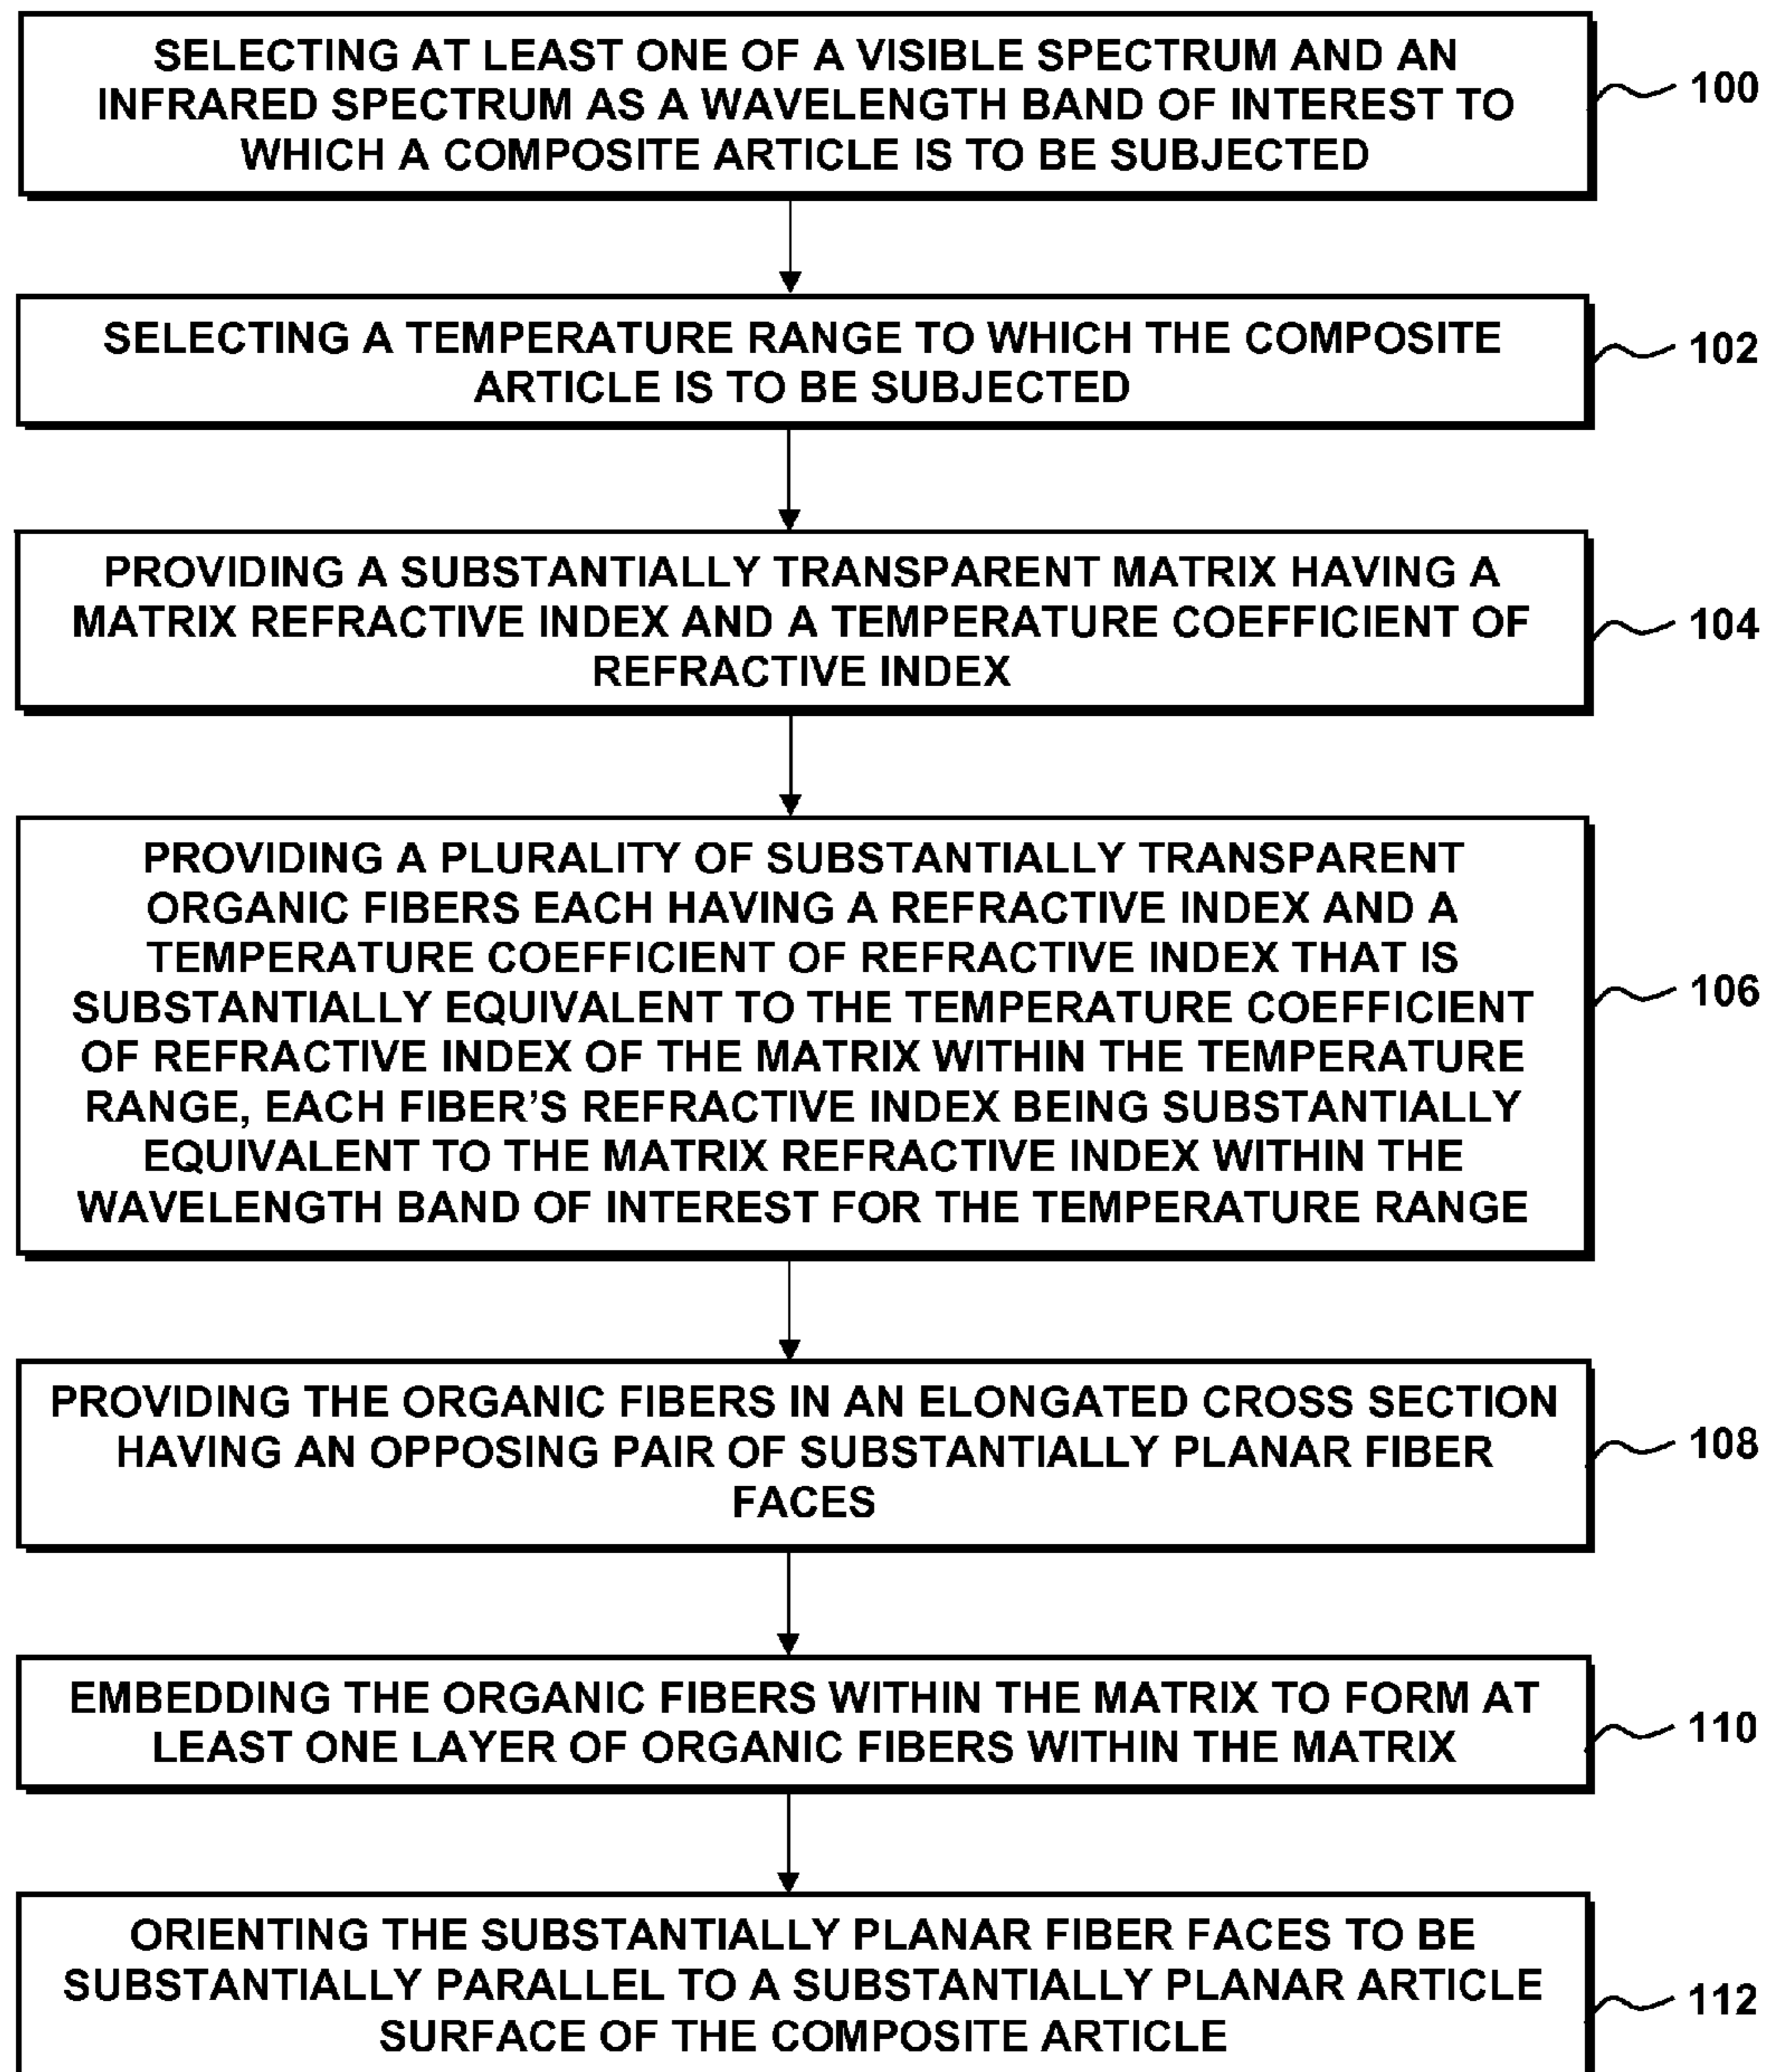 SELECTING AT LEAST ONE OF A VISIBLE SPECTRUM AND AN
INFRARED SPECTRUM AS A WAVELENGTH BAND OF INTEREST TO
WHICH A COMPOSITE ARTICLE IS TO BE SUBJECTED
100
SELECTING A TEMPERATURE RANGE TO WHICH THE COMPOSITE
ARTICLE IS TO BE SUBJECTED
102
PROVIDING A SUBSTANTIALLY TRANSPARENT MATRIX HAVING A
MATRIX REFRACTIVE INDEX AND A TEMPERATURE COEFFICIENT OF
REFRACTIVE INDEX
104
PROVIDING A PLURALITY OF SUBSTANTIALLY TRANSPARENT
ORGANIC FIBERS EACH HAVING A REFRACTIVE INDEX AND A
TEMPERATURE COEFFICIENT OF REFRACTIVE INDEX THAT IS
SUBSTANTIALLY EQUIVALENT TO THE TEMPERATURE COEFFICIENT
OF REFRACTIVE INDEX OF THE MATRIX WITHIN THE TEMPERATURE
RANGE, EACH FIBER’S REFRACTIVE INDEX BEING SUBSTANTIALLY
EQUIVALENT TO THE MATRIX REFRACTIVE INDEX WITHIN THE
WAVELENGTH BAND OF INTEREST FOR THE TEMPERATURE RANGE
106
PROVIDING THE ORGANIC FIBERS IN AN ELONGATED CROSS SECTION
HAVING AN OPPOSING PAIR OF SUBSTANTIALLY PLANAR FIBER
FACES
108
EMBEDDING THE ORGANIC FIBERS WITHIN THE MATRIX TO FORM AT
LEAST ONE LAYER OF ORGANIC FIBERS WITHIN THE MATRIX
110
ORIENTING THE SUBSTANTIALLY PLANAR FIBER FACES TO BE
SUBSTANTIALLY PARALLEL TO A SUBSTANTIALLY PLANAR ARTICLE
SURFACE OF THE COMPOSITE ARTICLE
112